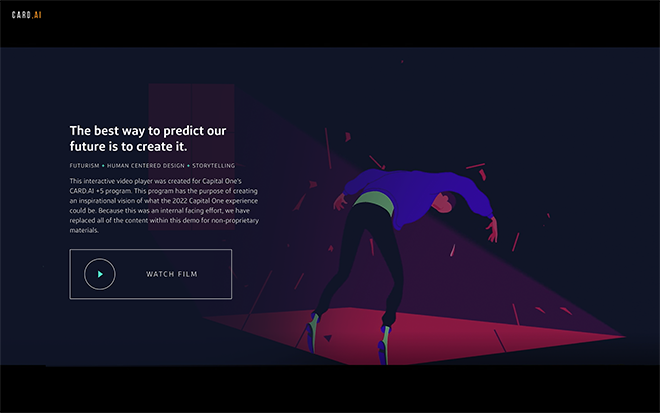 CARD.AI
The best way to predict our
future is to create it.
FUTURISM + HUMAN CENTERED DESIGN + STORYTELLING
This interactive video player was created for Capital One's
CARD.AI +5 program. This program has the purpose of creating
an inspirational vision of what the 2022 Capital One experience
could be. Because this was an internal facing effort, we have
replaced all of the content within this demo for non-proprietary
materials.
WATCH FILM